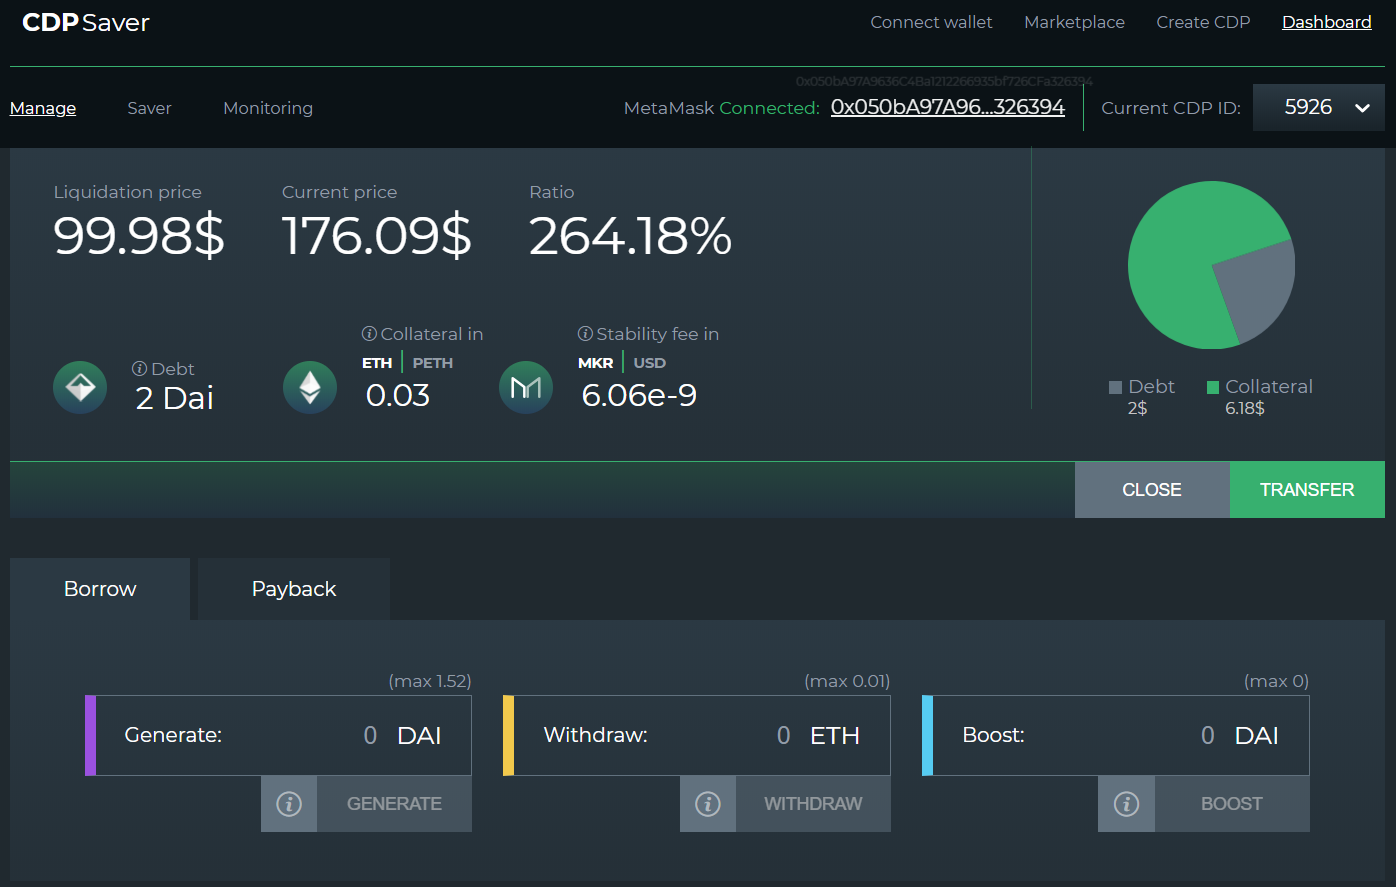 CDP Saver
Connect wallet Marketplace Create CDP Dashboard
0x050bA97A9636C4Ba1212266935bf726CFa326394
Manage Saver Monitoring MetaMask Connected: 0x050bA97A96...326394 Current CDP ID: 5926
Liquidation price Current price Ratio
99.98$ 176.09$ 264.18%
Collateral in Stability fee in
ETH PETH MKR USD
Debt
2 Dai 0.03 6.06e-9
Debt Collateral
2$ 6.18$
CLOSE TRANSFER
Borrow Payback
(max 1.52) (max 0.01) (max 0)
Generate: 0 DAI Withdraw: 0 ETH Boost: 0 DAI
GENERATE WITHDRAW BOOST